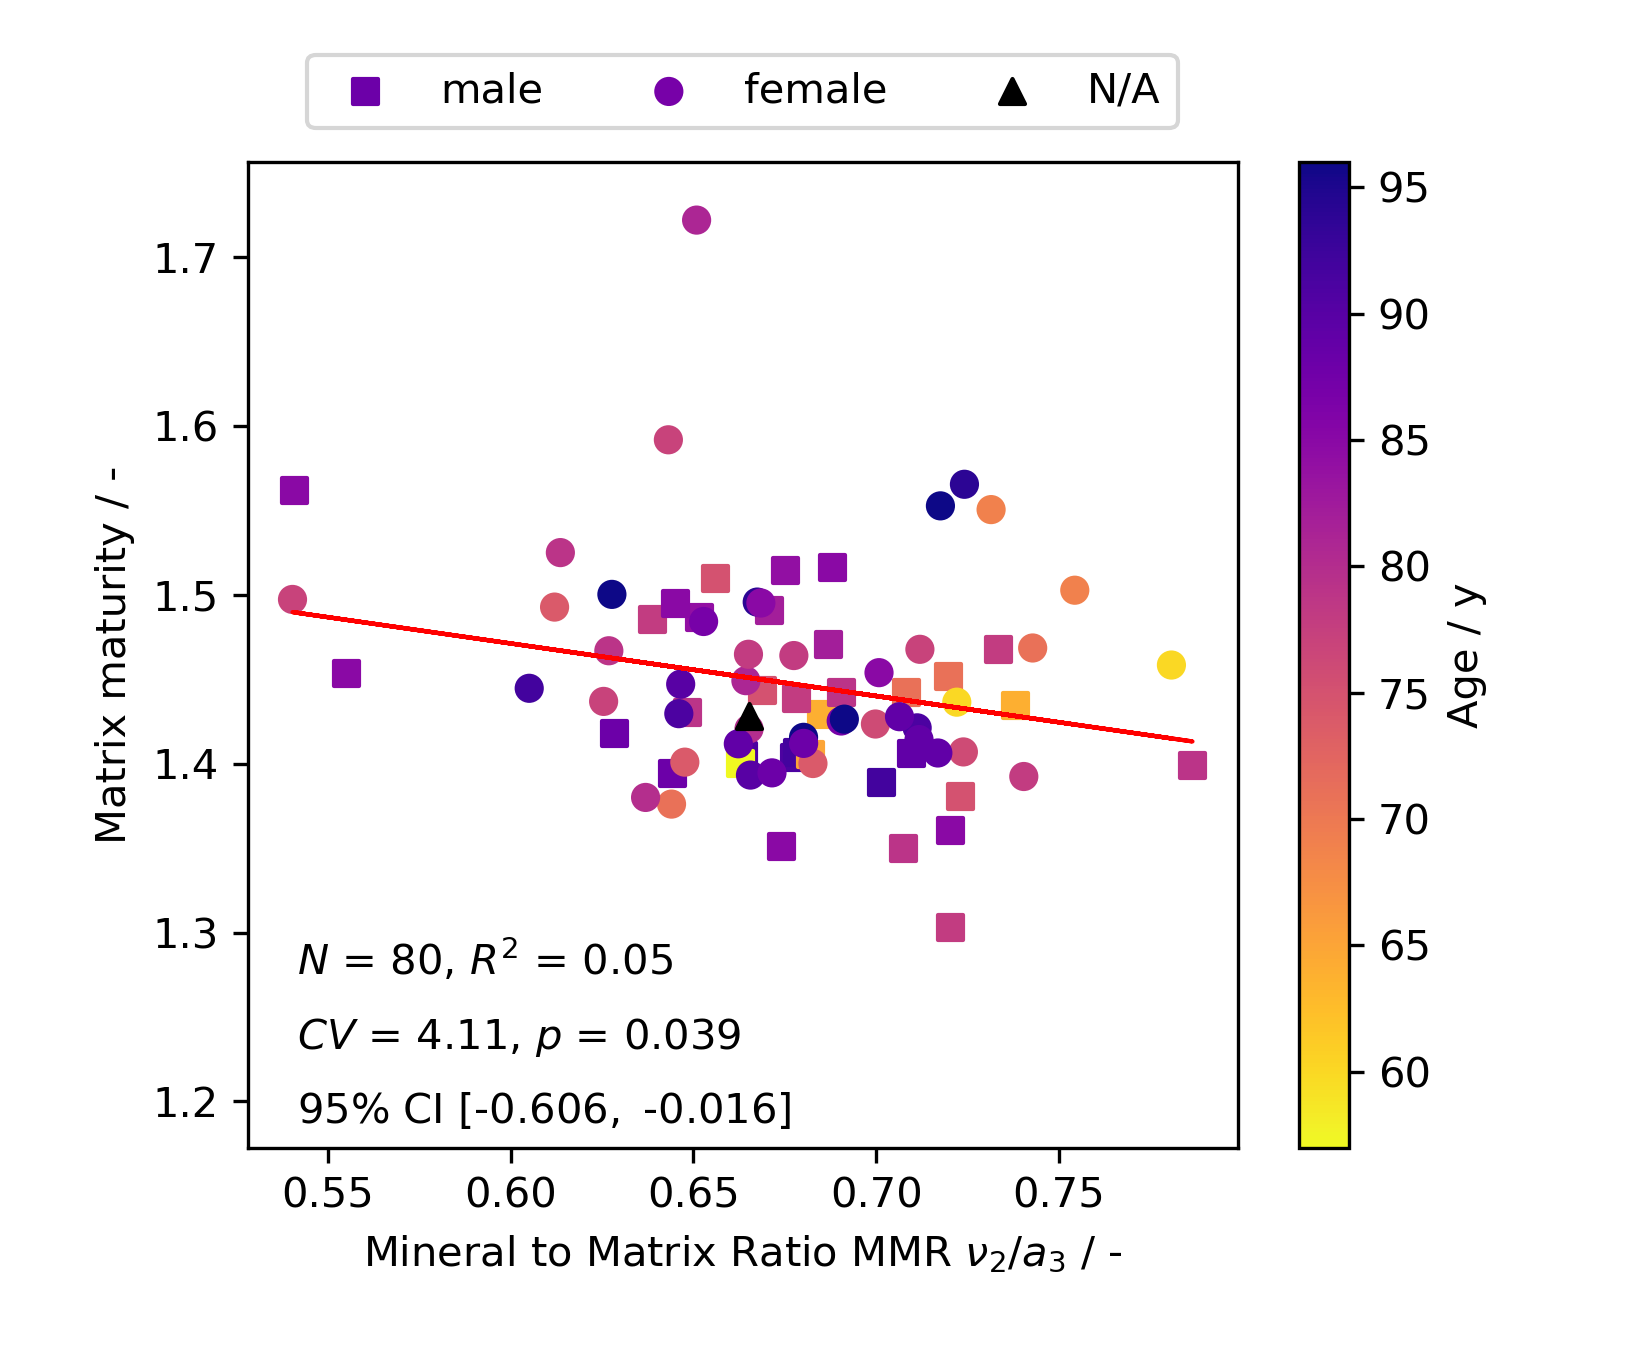 male female N/A
1.7
1.6
1.5
1.4
1.3
1.2
Matrix maturity / -
N = 80, R² = 0.05
CV = 4.11, p = 0.039
95% CI [-0.606, -0.016]
0.55 0.60 0.65 0.70 0.75
Mineral to Matrix Ratio MMR ν₂/a₃ / -
95
90
85
80
75
70
65
60
Age / y